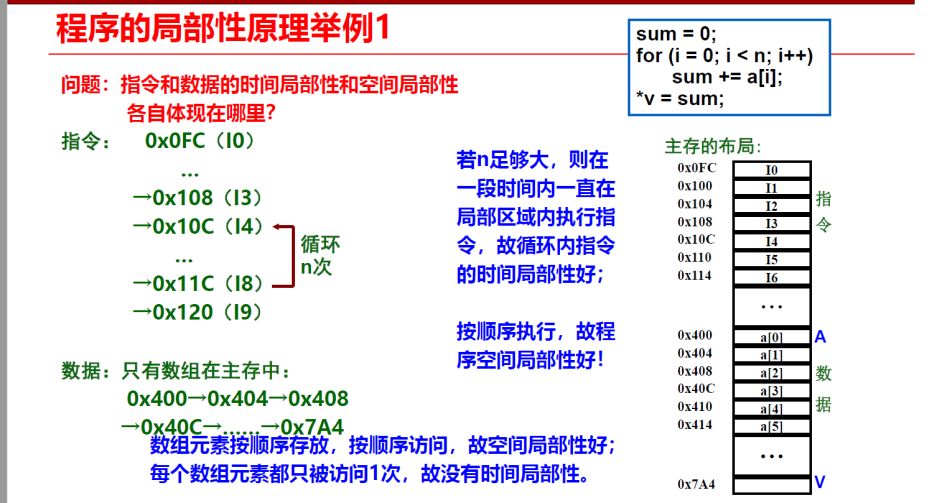 程序的局部性原理举例1
sum = 0;
for (i = 0; i < n; i++)
sum += a[i];
*v = sum;
问题：指令和数据的时间局部性和空间局部性
各自体现在哪里？
指令： 0x0FC（I0）
...
→0x108（I3）
→0x10C（I4）
...
→0x11C（I8）
→0x120（I9）
循环
n次
若n足够大，则在
一段时间内一直在
局部区域内执行指
令，故循环内指令
的时间局部性好；
按顺序执行，故程
序空间局部性好！
数据：只有数组在主存中：
0x400→0x404→0x408
→0x40C→……→0x7A4
数组元素按顺序存放，按顺序访问，故空间局部性好；
每个数组元素都只被访问1次，故没有时间局部性。
主存的布局：
0x0FC I0
0x100 I1
0x104 I2
0x108 I3
0x10C I4
0x110 I5
0x114 I6
指
令
...
0x400 a[0] A
0x404 a[1]
0x408 a[2]
0x40C a[3]
0x410 a[4]
0x414 a[5]
数
据
...
0x7A4 V